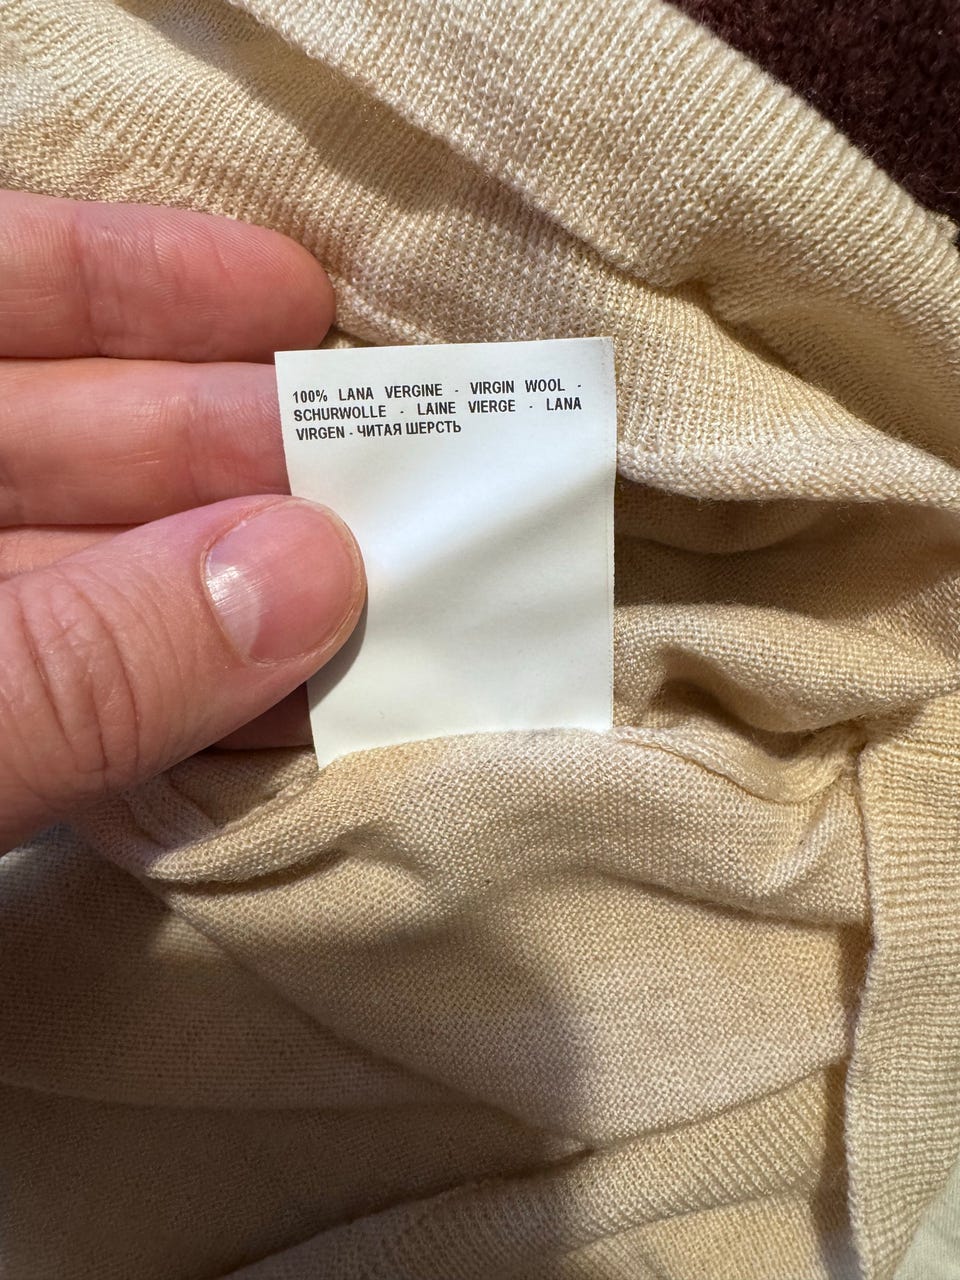 100% LANA VERGINE - VIRGIN WOOL -
SCHURWOLLE - LAINE VIERGE - LANA
VIRGEN - ЧИТАЯ ШЕРСТЬ